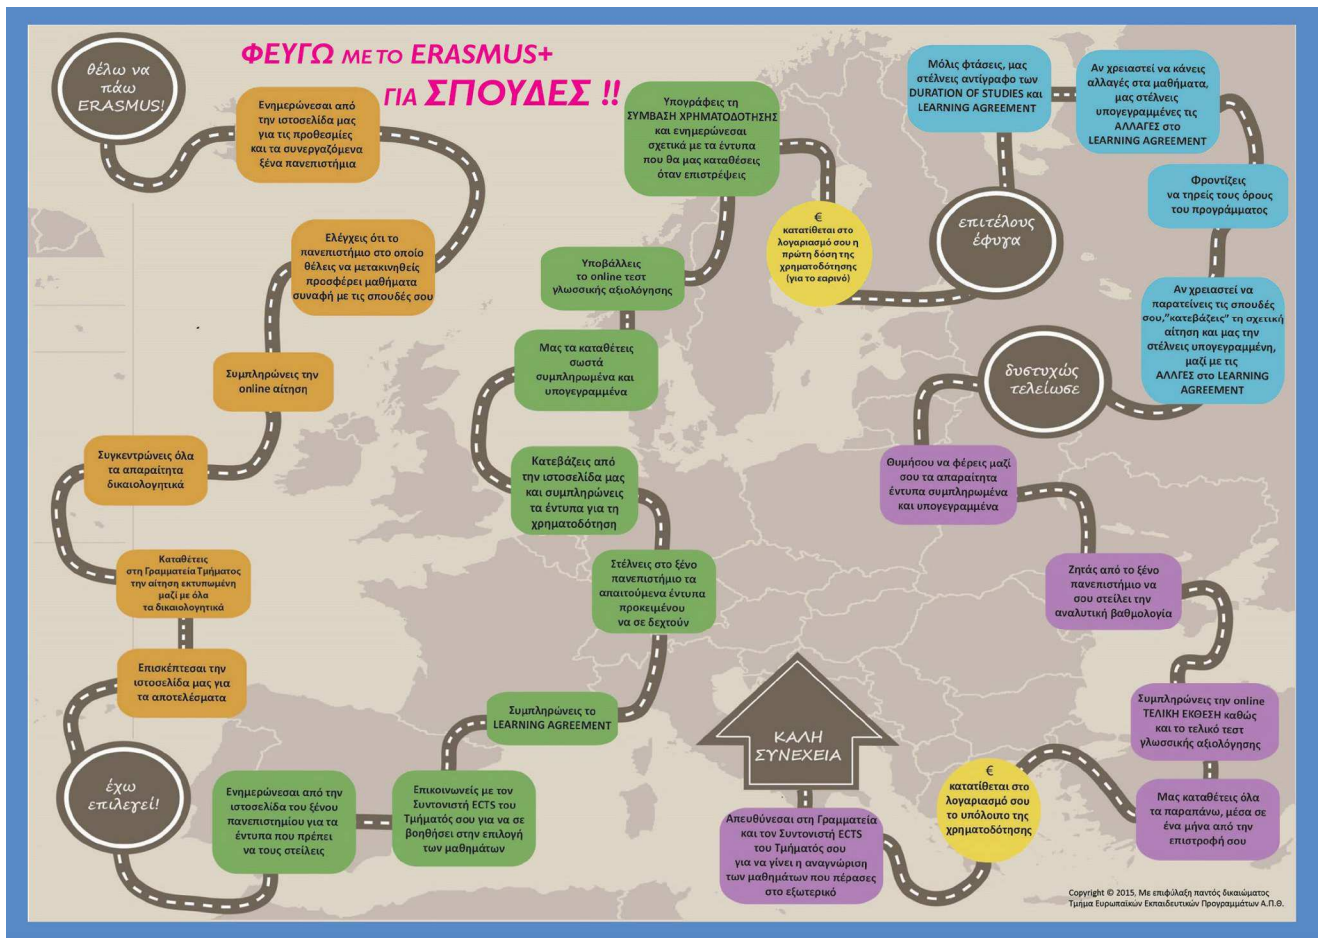 ΦΕΥΓΩ ΜΕ ΤΟ ERASMUS+
ΓΙΑ ΣΠΟΥΔΕΣ !!
θέλω να
πάω
ERASMUS!
Ενημερώνεσαι από
την ιστοσελίδα μας
για τις προθεσμίες
και τα συνεργαζόμενα
ξένα πανεπιστήμια
Ελέγχεις ότι το
πανεπιστήμιο στο οποίο
θέλεις να μετακινηθείς
προσφέρει μαθήματα
συναφή με τις σπουδές σου
Συμπληρώνεις την
online αίτηση
Συγκεντρώνεις όλα
τα απαραίτητα
δικαιολογητικά
Καταθέτεις
στη Γραμματεία Τμήματος
την αίτηση εκτυπωμένη
μαζί με όλα
τα δικαιολογητικά
Επισκέπτεσαι την
ιστοσελίδα μας για
τα αποτελέσματα
έχω
επιλεγεί!
Ενημερώνεσαι από την
ιστοσελίδα του ξένου
πανεπιστημίου για τα
έντυπα που πρέπει
να τους στείλεις
Επικοινωνείς με τον
Συντονιστή ECTS του
Τμήματός σου για να σε
βοηθήσει στην επιλογή
των μαθημάτων
Συμπληρώνεις το
LEARNING AGREEMENT
Στέλνεις στο ξένο
πανεπιστήμιο τα
απαιτούμενα έντυπα
προκειμένου
να σε δεχτούν
Κατεβάζεις από
την ιστοσελίδα μας
και συμπληρώνεις
τα έντυπα για τη
χρηματοδότηση
Μας τα καταθέτεις
σωστά
συμπληρωμένα και
υπογεγραμμένα
Υποβάλλεις
το online τεστ
γλωσσικής αξιολόγησης
Υπογράφεις τη
ΣΥΜΒΑΣΗ ΧΡΗΜΑΤΟΔΟΤΗΣΗΣ
και ενημερώνεσαι
σχετικά με τα έντυπα
που θα μας καταθέσεις
όταν επιστρέψεις
€
κατατίθεται στο
λογαριασμό σου η
πρώτη δόση της
χρηματοδότησης
(για το εαρινό)
επιτέλους
έφυγα
Μόλις φτάσεις, μας
στέλνεις αντίγραφο των
DURATION OF STUDIES και
LEARNING AGREEMENT
Αν χρειαστεί να κάνεις
αλλαγές στα μαθήματα,
μας στέλνεις
υπογεγραμμένες τις
ΑΛΛΑΓΕΣ στο
LEARNING AGREEMENT
Φροντίζεις
να τηρείς τους όρους
του προγράμματος
Αν χρειαστεί να
παρατείνεις τις σπουδές
σου,"κατεβάζεις" τη σχετική
αίτηση και μας την
στέλνεις υπογεγραμμένη,
μαζί με τις
ΑΛΛΓΕΣ στο LEARNING
AGREEMENT
δυστυχώς
τελείωσε
Θυμήσου να φέρεις μαζί
σου τα απαραίτητα
έντυπα συμπληρωμένα
και υπογεγραμμένα
Ζητάς από το ξένο
πανεπιστήμιο να
σου στείλει την
αναλυτική βαθμολογία
Συμπληρώνεις την online
ΤΕΛΙΚΗ ΕΚΘΕΣΗ καθώς
και το τελικό τεστ
γλωσσικής αξιολόγησης
Μας καταθέτεις όλα
τα παραπάνω, μέσα σε
ένα μήνα από την
επιστροφή σου
€
κατατίθεται στο
λογαριασμό σου
το υπόλοιπο της
χρηματοδότησης
Απευθύνεσαι στη Γραμματεία
και τον Συντονιστή ECTS
του Τμήματός σου
για να γίνει η αναγνώριση
των μαθημάτων που πέρασες
στο εξωτερικό
ΚΑΛΗ
ΣΥΝΕΧΕΙΑ
Copyright © 2015, Με επιφύλαξη παντός δικαιώματος
Τμήμα Ευρωπαϊκών Εκπαιδευτικών Προγραμμάτων Α.Π.Θ.